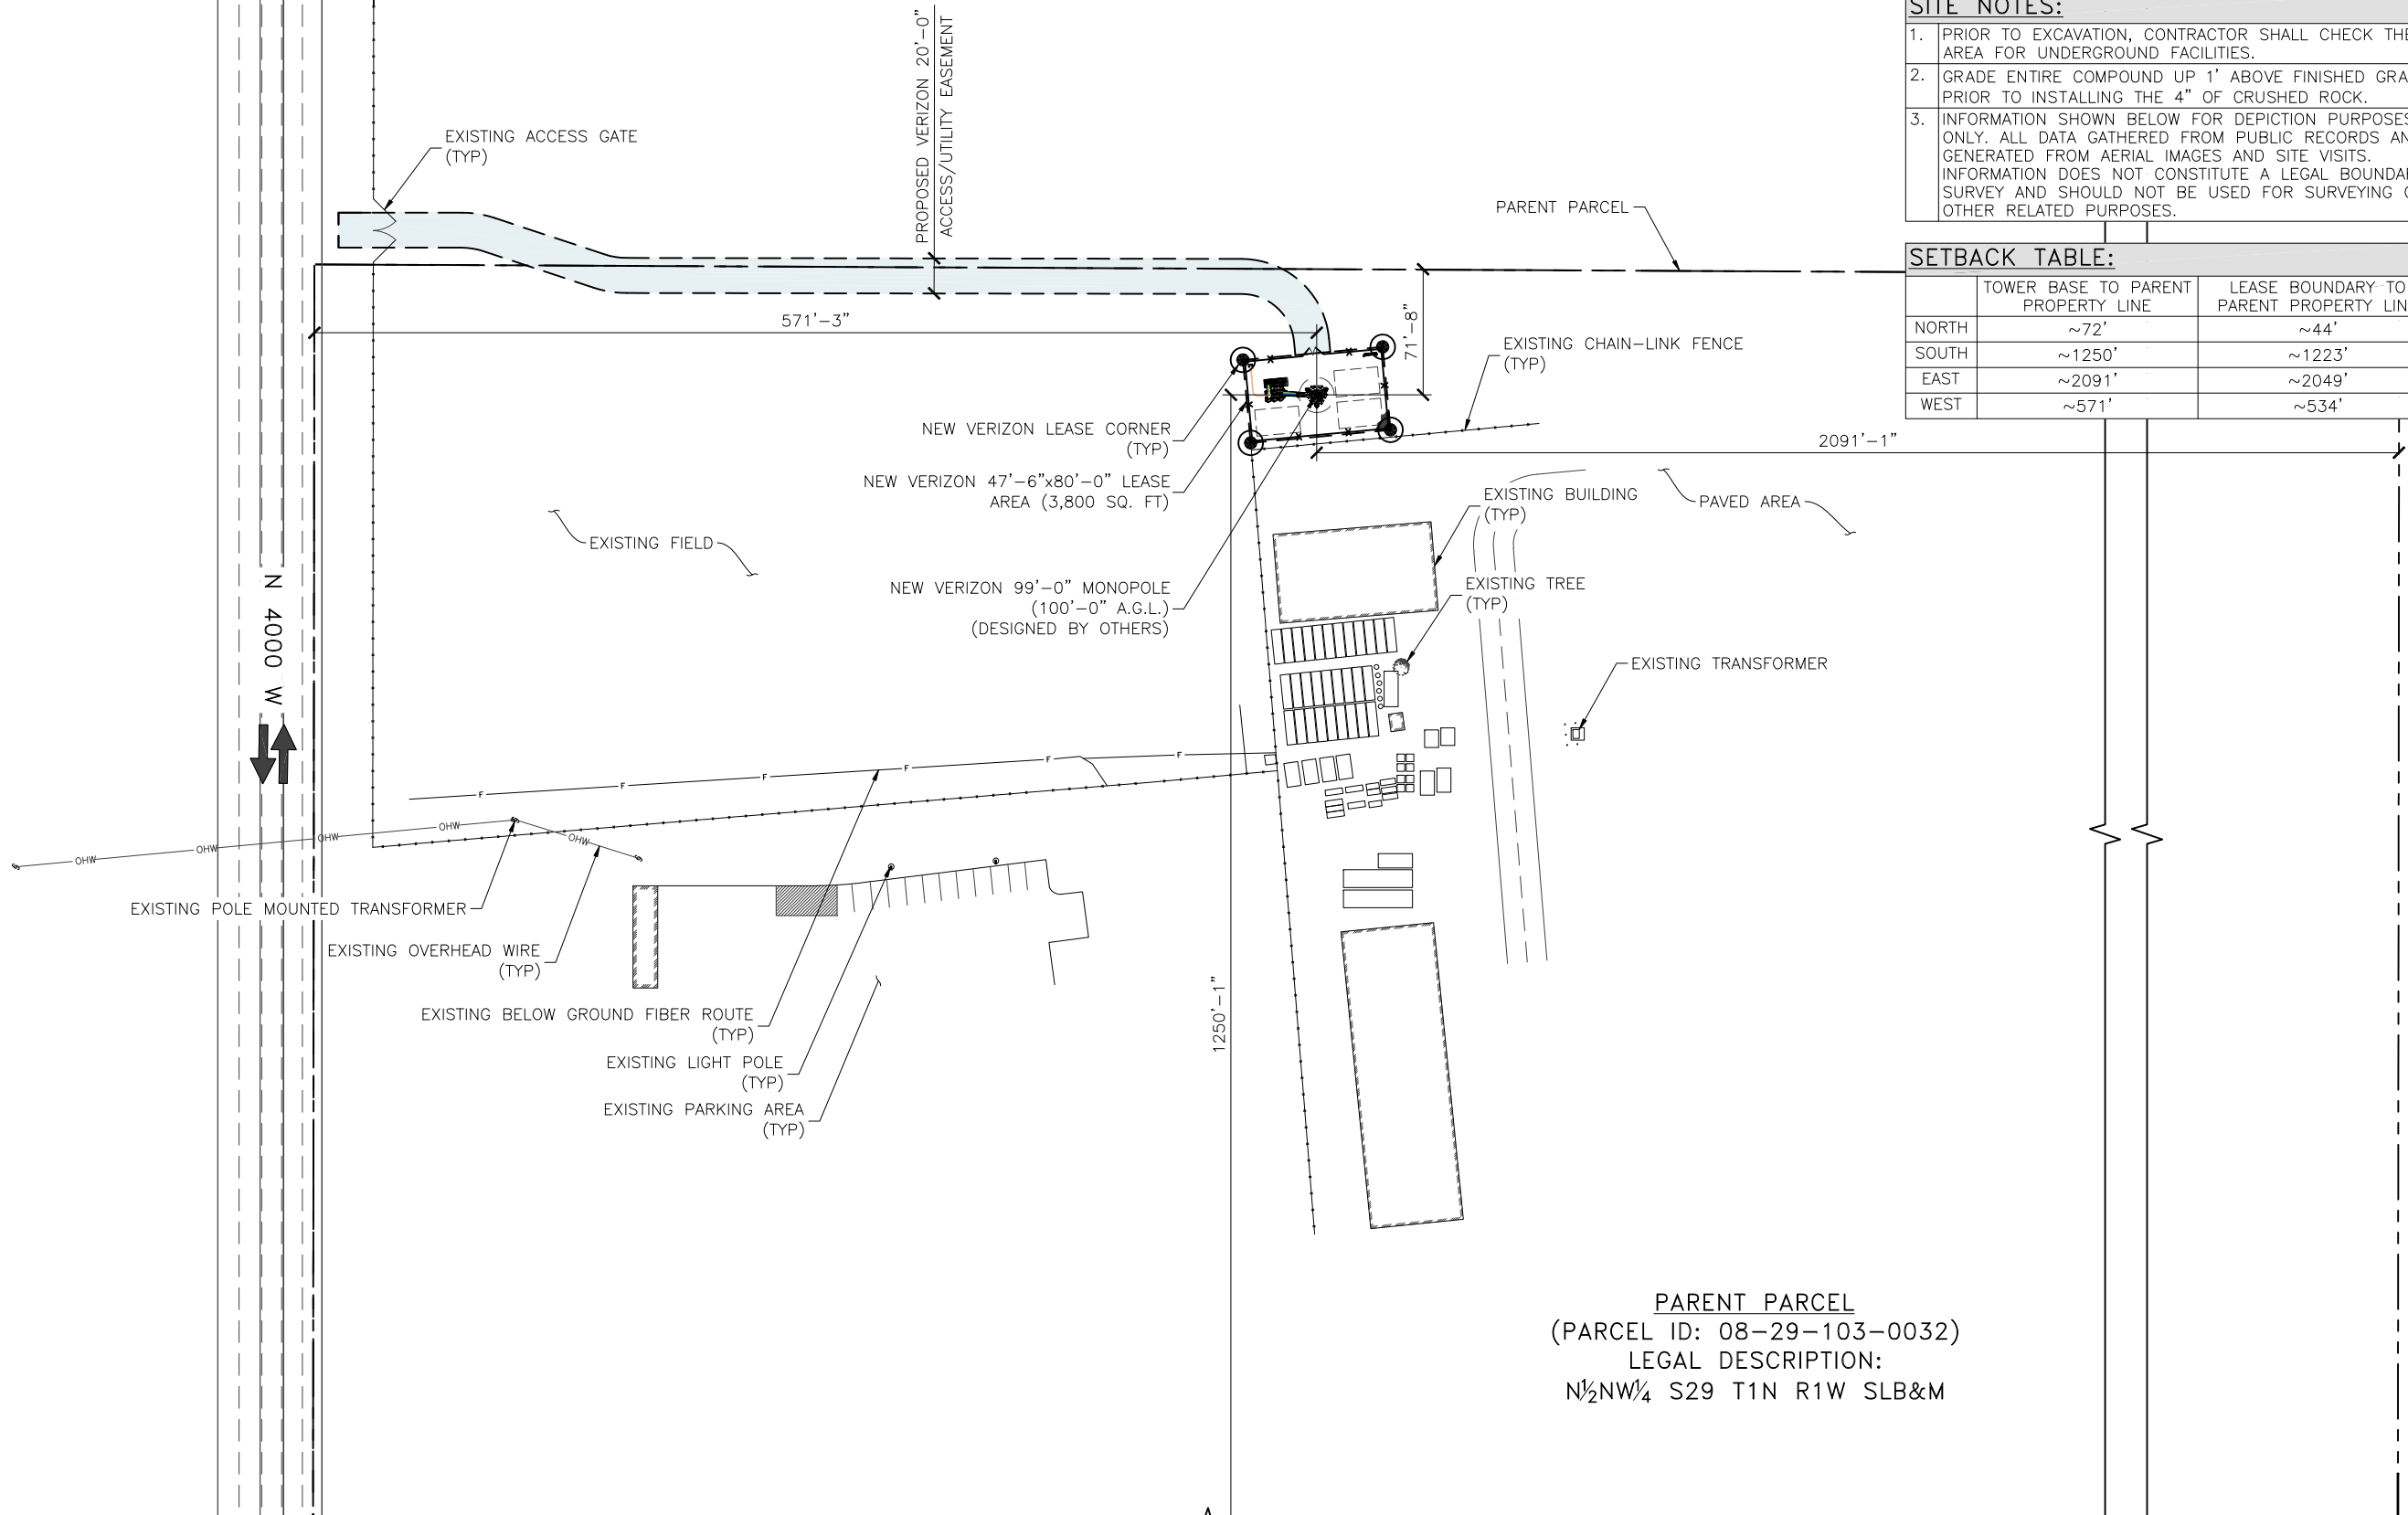 SITE NOTES:
1. PRIOR TO EXCAVATION, CONTRACTOR SHALL CHECK THE
AREA FOR UNDERGROUND FACILITIES.
2. GRADE ENTIRE COMPOUND UP 1' ABOVE FINISHED
PRIOR TO INSTALLING THE 4" OF CRUSHED ROCK.
3. INFORMATION SHOWN BELOW FOR DEPICTION PURPOSES
ONLY. ALL DATA GATHERED FROM PUBLIC RECORDS
GENERATED FROM AERIAL IMAGES AND SITE VISITS.
INFORMATION DOES NOT CONSTITUTE A LEGAL
SURVEY AND SHOULD NOT BE USED FOR SURVEYING
OTHER RELATED PURPOSES.
SETBACK TABLE:
TOWER BASE TO PARENT
PROPERTY LINE
LEASE BOUNDARY TO
PARENT PROPERTY
NORTH ~72' ~44'
SOUTH ~1250' ~1223'
EAST ~2091' ~2049'
WEST ~571' ~534'
PROPOSED VERIZON 20'-0"
ACCESS/UTILITY EASEMENT
EXISTING ACCESS GATE
(TYP)
PARENT PARCEL
571'-3"
71'-8"
EXISTING CHAIN-LINK FENCE
(TYP)
NEW VERIZON LEASE CORNER
(TYP)
2091'-1"
NEW VERIZON 47'-6"x80'-0" LEASE
AREA (3,800 SQ. FT)
EXISTING BUILDING
(TYP)
PAVED AREA
EXISTING FIELD
NEW VERIZON 99'-0" MONOPOLE
(100'-0" A.G.L.)
(DESIGNED BY OTHERS)
EXISTING TREE
(TYP)
N 4000 W
EXISTING TRANSFORMER
F F F F F F
OHW OHW OHW OHW OHW
EXISTING POLE MOUNTED TRANSFORMER
EXISTING OVERHEAD WIRE
(TYP)
EXISTING BELOW GROUND FIBER ROUTE
(TYP)
EXISTING LIGHT POLE
(TYP)
EXISTING PARKING AREA
(TYP)
1250'-1"
PARENT PARCEL
(PARCEL ID: 08-29-103-0032)
LEGAL DESCRIPTION:
N½NW¼ S29 T1N R1W SLB&M